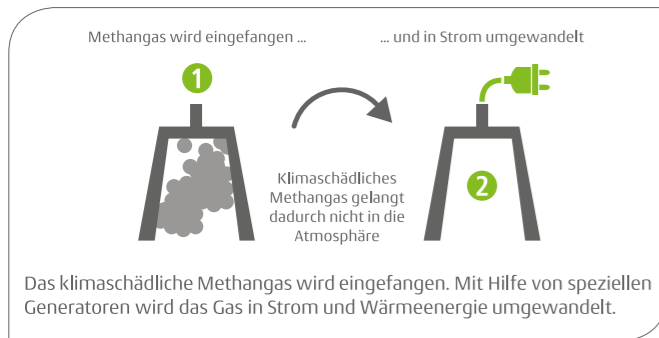 Methangas wird eingefangen ...
... und in Strom umgewandelt
1
Klimaschädliches
Methangas gelangt
dadurch nicht in die
Atmosphäre
2
Das klimaschädliche Methangas wird eingefangen. Mit Hilfe von speziellen
Generatoren wird das Gas in Strom und Wärmeenergie umgewandelt.